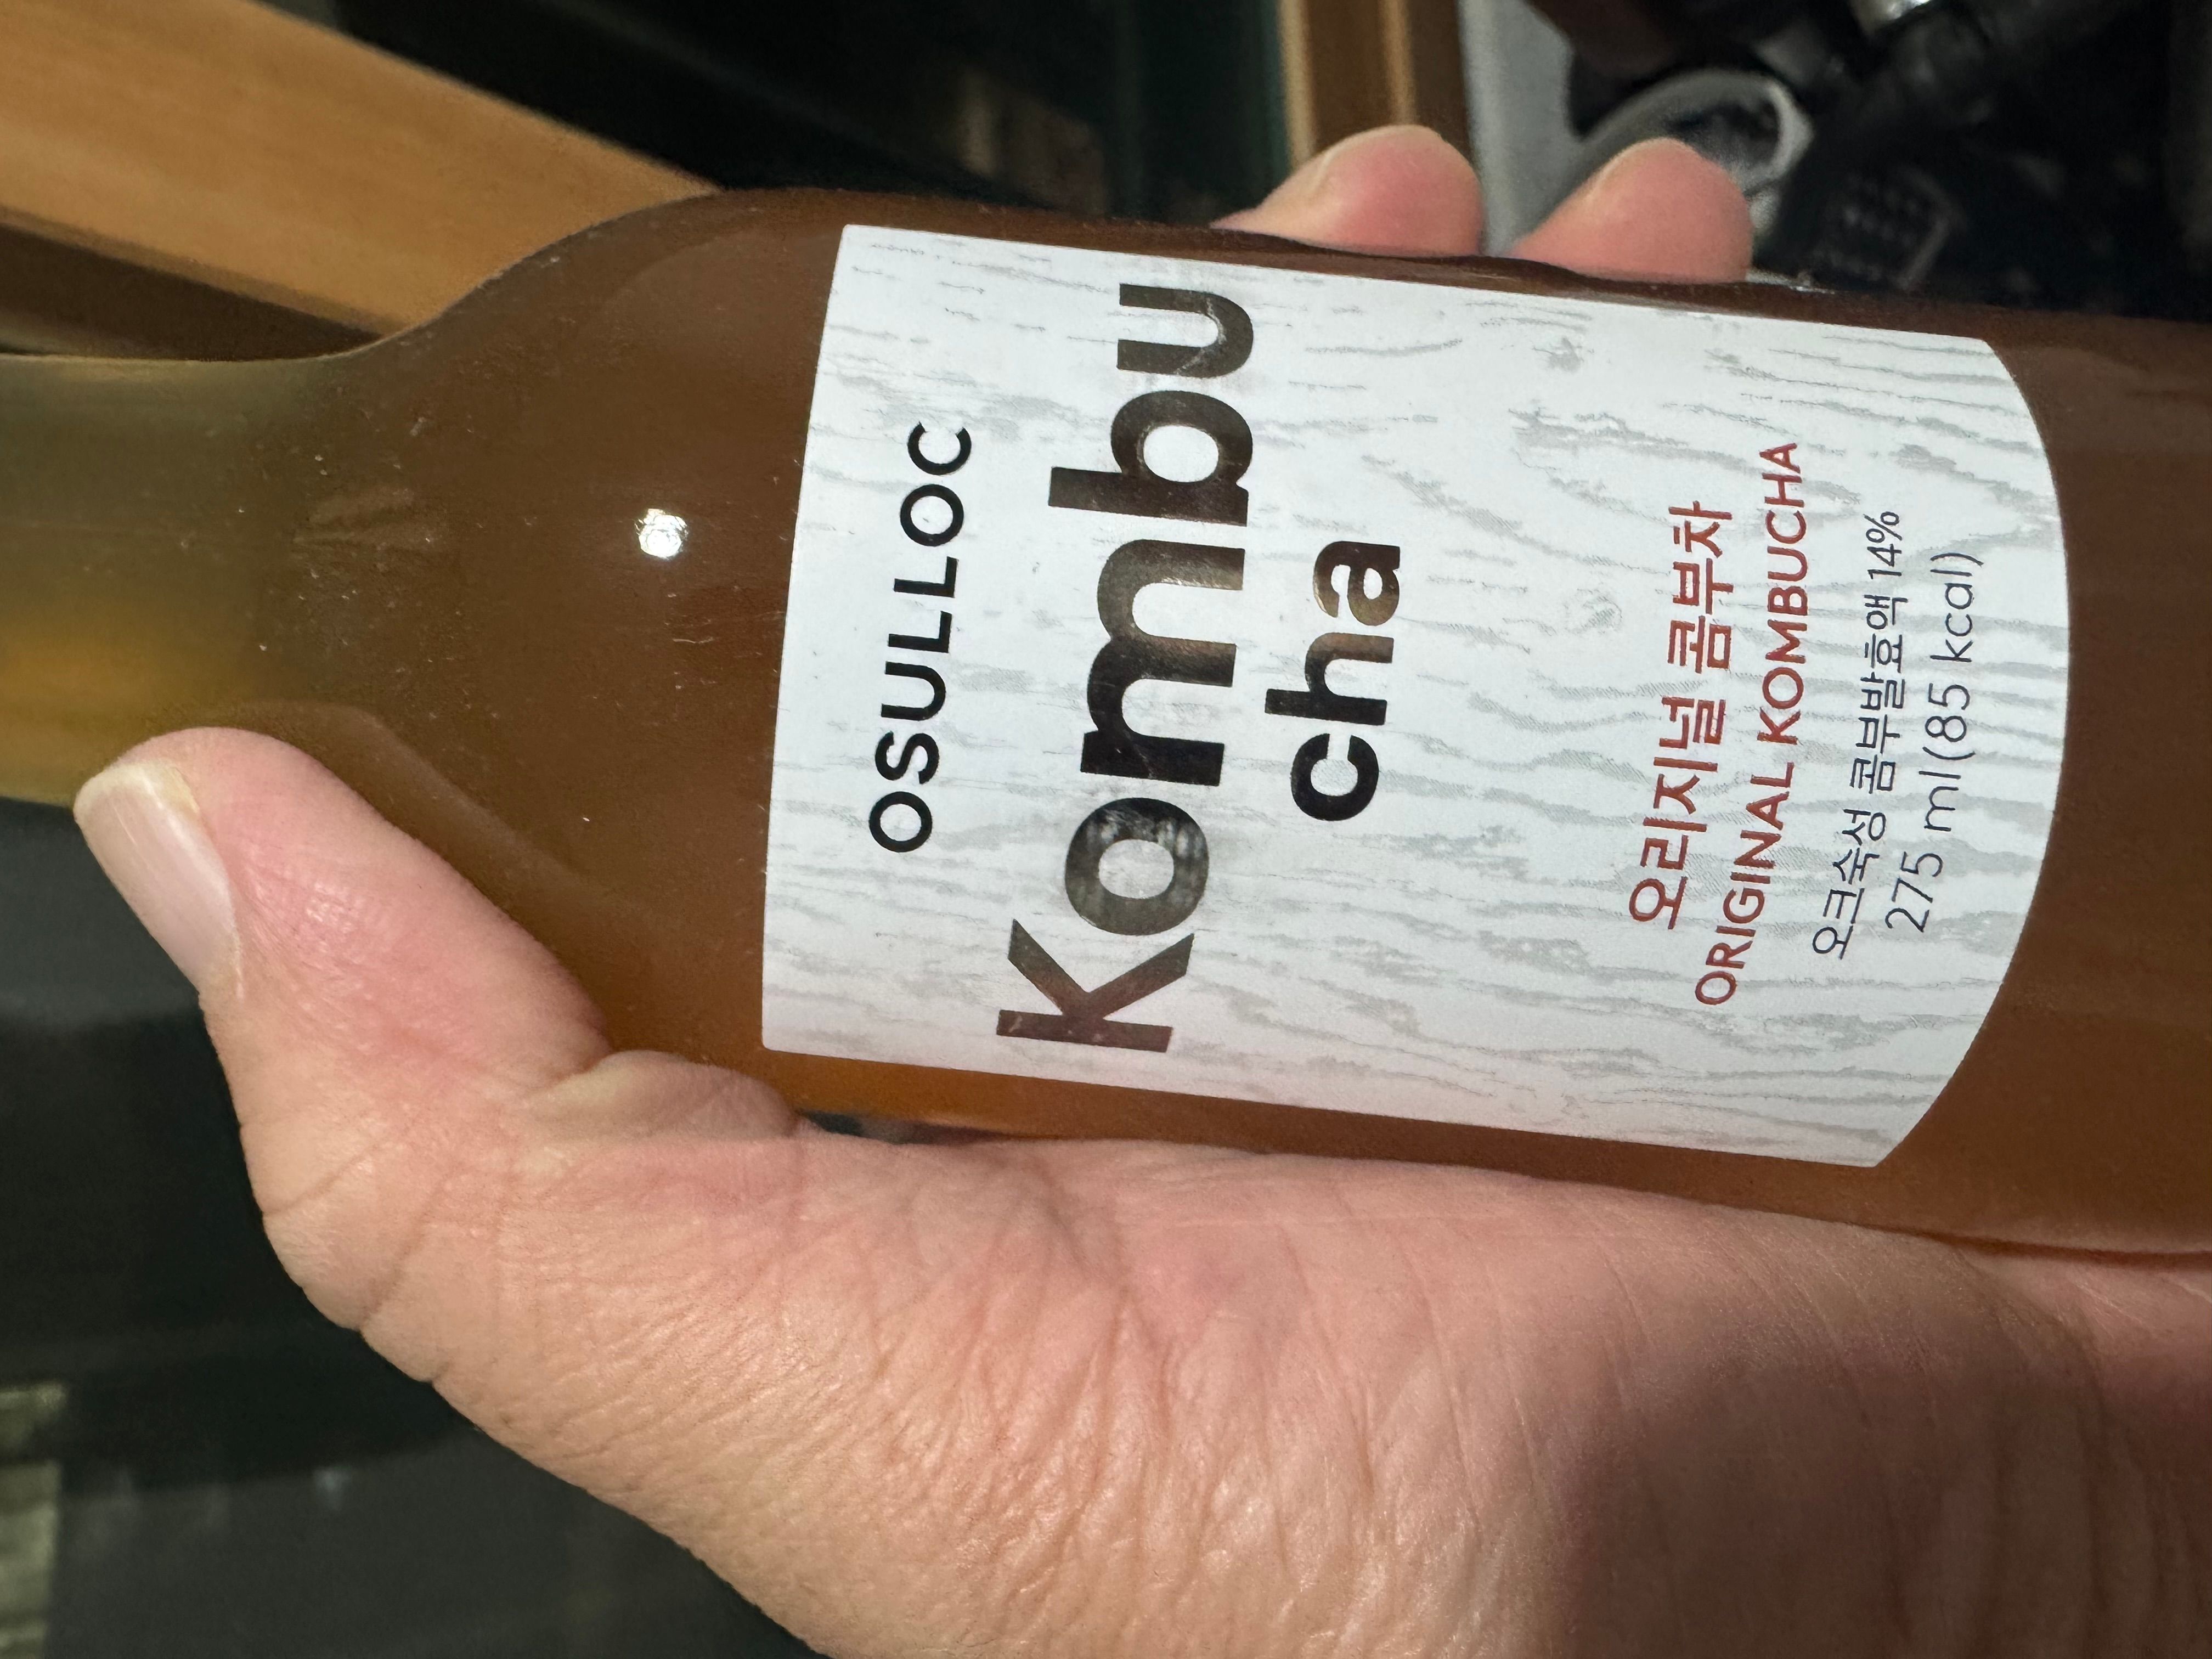 OSULLOC
Kombu
cha
오리지널 콤부차
ORIGINAL KOMBUCHA
오크숙성 콤부발효액 14%
275 ml (85 kcal)